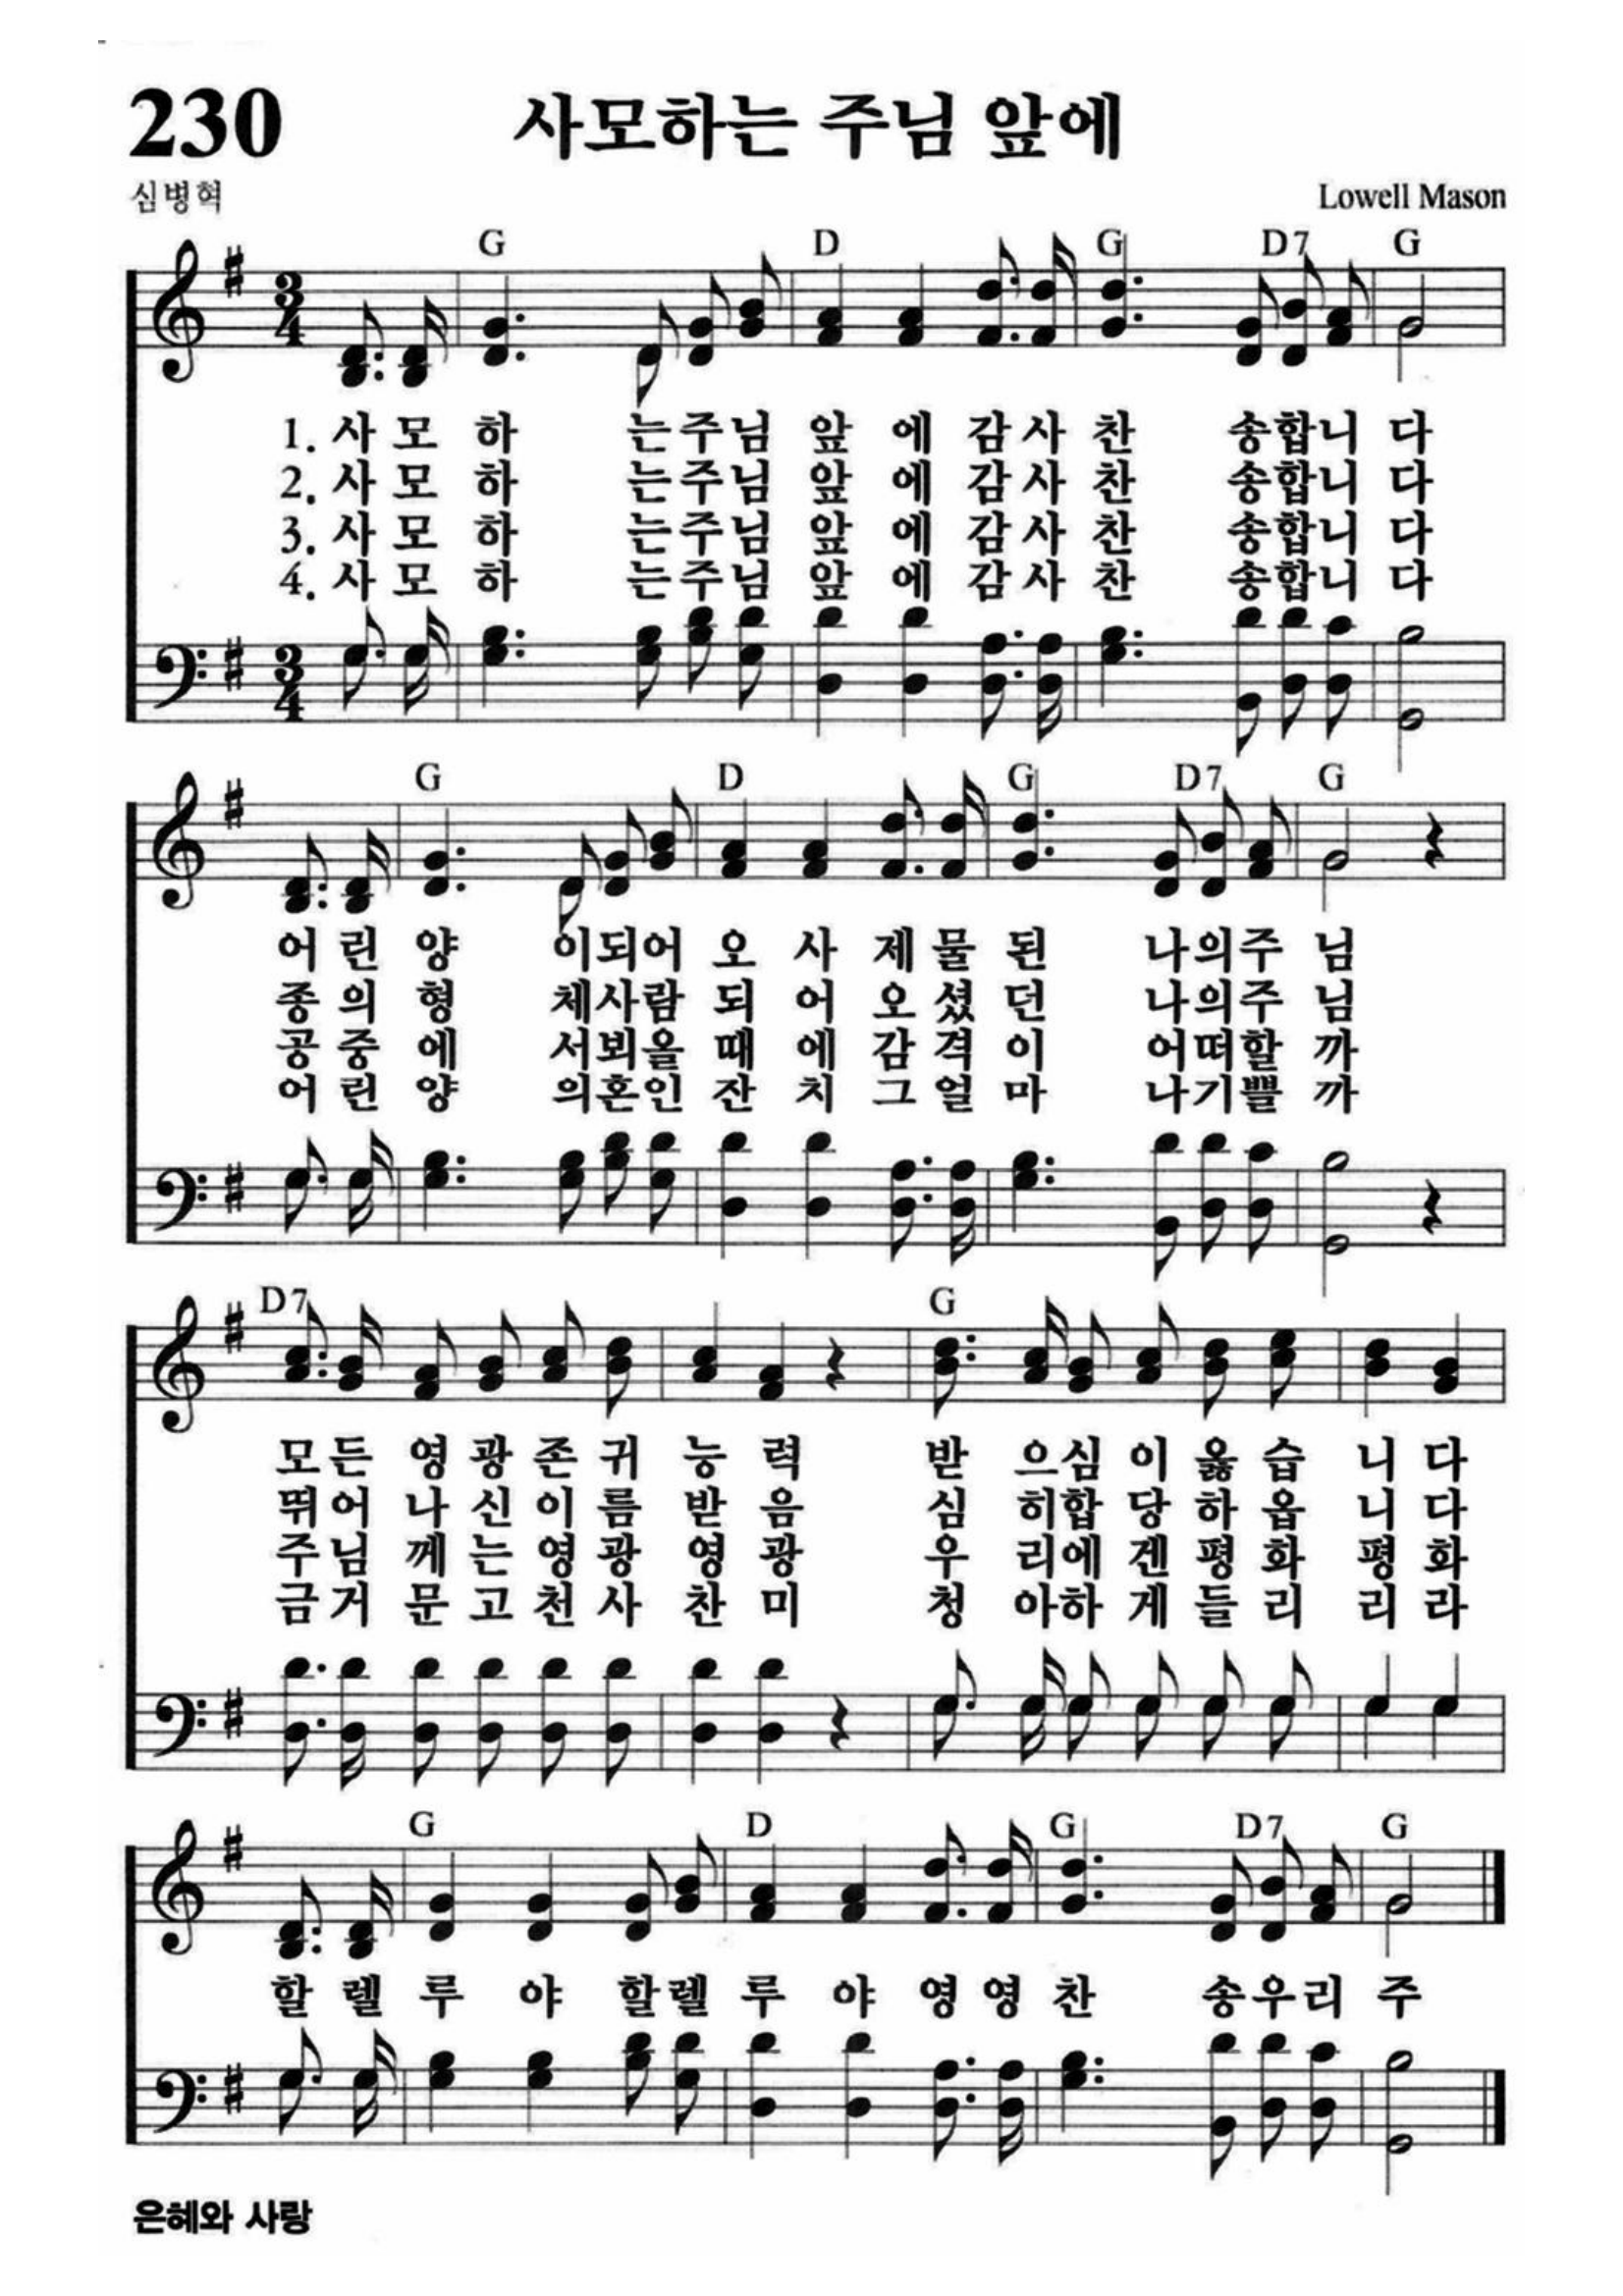 230 사모하는 주님 앞에
심병혁 Lowell Mason
G D G D7 G
1. 사 모 하 는주님 앞 에 감 사 찬 송합니 다
2. 사 모 하 는주님 앞 에 감 사 찬 송합니 다
3. 사 모 하 는주님 앞 에 감 사 찬 송합니 다
4. 사 모 하 는주님 앞 에 감 사 찬 송합니 다
G D G D7 G
어 린 양 이되어 오 사 제 물 된 나의주 님
종 의 형 체사람 되 어 오 셨 던 나의주 님
공 중 에 서뵈올 때 에 감 격 이 어떠할 까
어 린 양 의혼인 잔 치 그 얼 마 나기쁠 까
D7 G
모 든 영 광 존 귀 능 력 받 으심 이 옳 습 니 다
뛰 어 나 신 이 름 받 음 심 히합 당 하 옵 니 다
주 님 께 는 영 광 영 광 우 리에 겐 평 화 평 화
금 거 문 고 천 사 찬 미 청 아하 게 들 리 리 라
G D G D7 G
할 렐 루 야 할렐 루 야 영 영 찬 송우리 주
은혜와 사랑